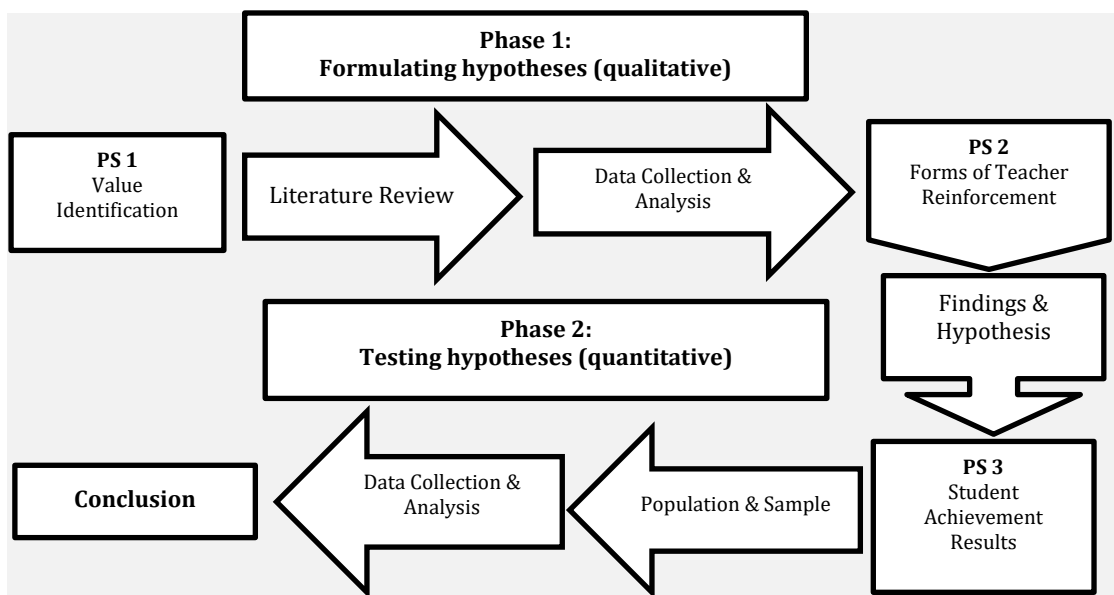 Phase 1:
Formulating hypotheses (qualitative)
PS 1
Value
Identification
Literature Review
Data Collection &
Analysis
PS 2
Forms of Teacher
Reinforcement
Findings &
Hypothesis
Phase 2:
Testing hypotheses (quantitative)
PS 3
Student
Achievement
Results
Population & Sample
Data Collection &
Analysis
Conclusion